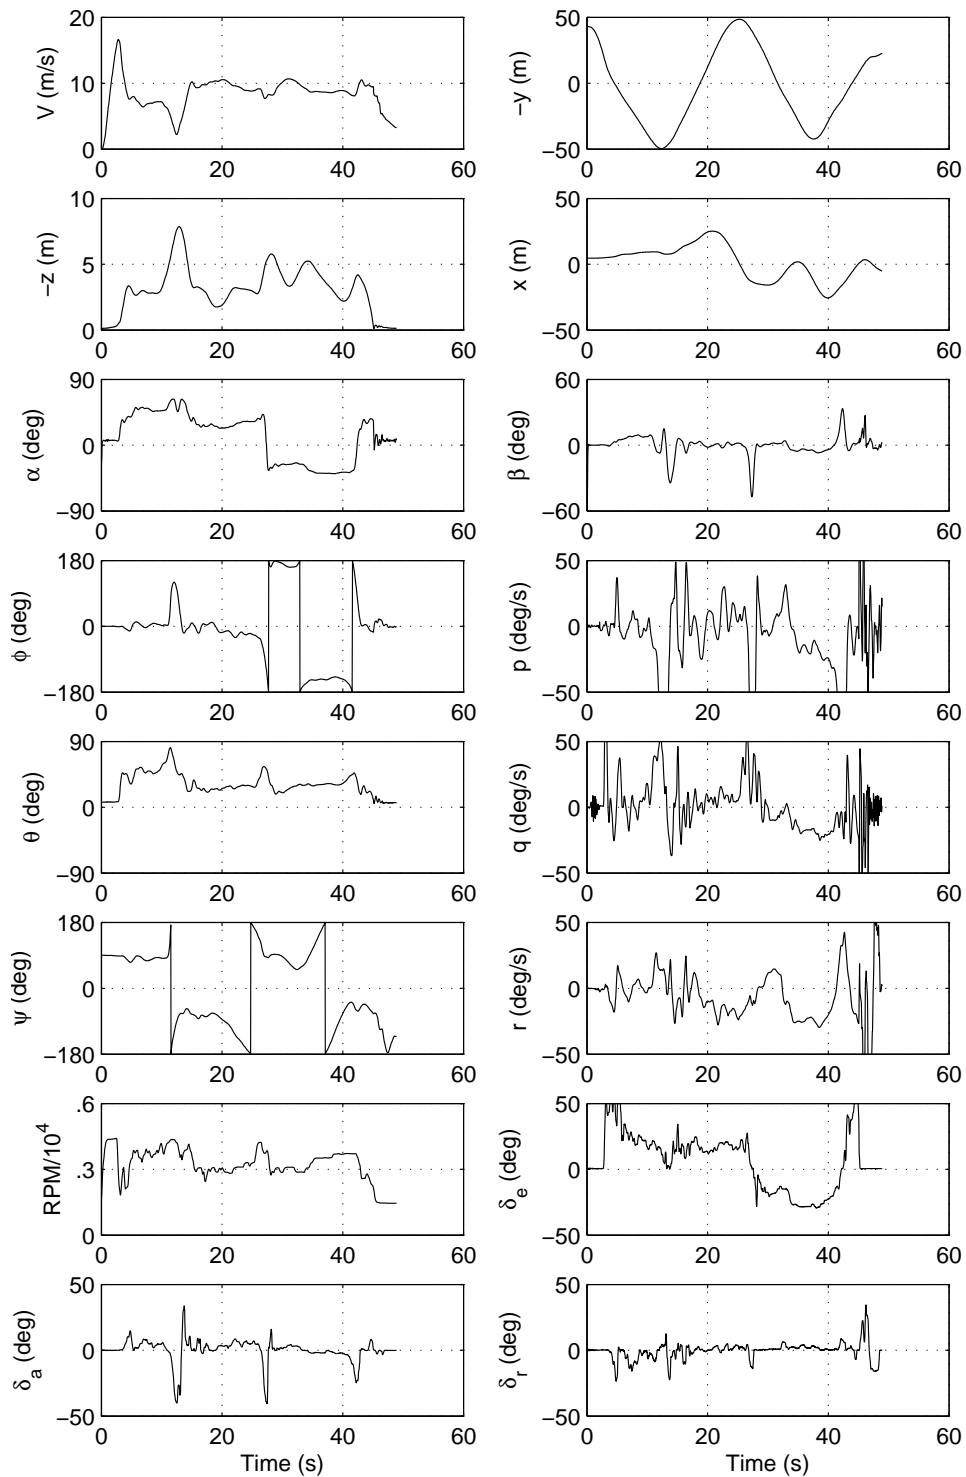 20
10
0
V (m/s)
0 20 40 60
50
0
−50
−y (m)
0 20 40 60
10
5
0
−z (m)
0 20 40 60
50
0
−50
x (m)
0 20 40 60
90
0
−90
α (deg)
0 20 40 60
60
0
−60
β (deg)
0 20 40 60
180
0
−180
ϕ (deg)
0 20 40 60
50
0
−50
p (deg/s)
0 20 40 60
90
0
−90
θ (deg)
0 20 40 60
50
0
−50
q (deg/s)
0 20 40 60
180
0
−180
ψ (deg)
0 20 40 60
50
0
−50
r (deg/s)
0 20 40 60
.6
.3
0
RPM/10⁴
0 20 40 60
50
0
−50
δₑ (deg)
0 20 40 60
50
0
−50
δₐ (deg)
0 20 40 60
Time (s)
50
0
−50
δᵣ (deg)
0 20 40 60
Time (s)